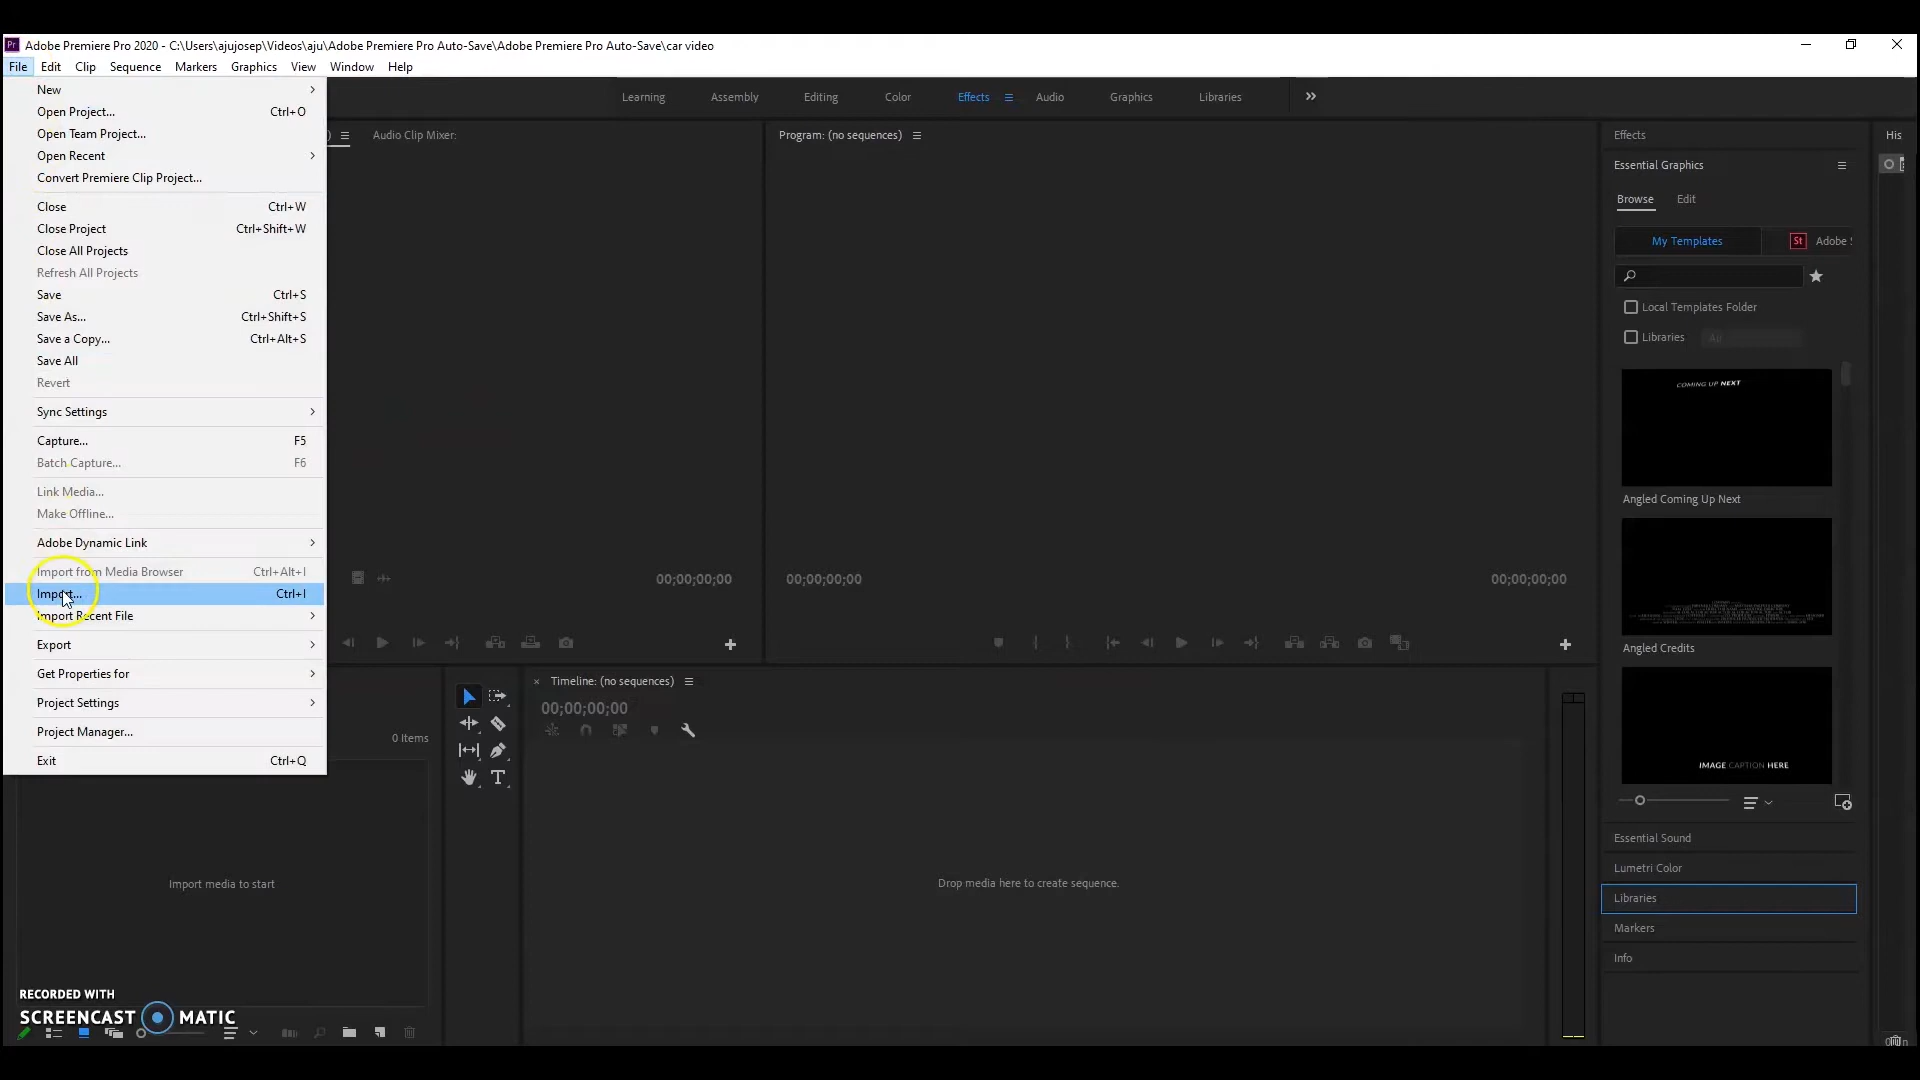 Adobe Premiere Pro 2020 - C:\Users\ajujosep\Videos\aju\Adobe Premiere Pro Auto-Save\Adobe Premiere Pro Auto-Save\car video
File Edit Clip Sequence Markers Graphics View Window Help
New
Open Project... Ctrl+O
Open Team Project...
Open Recent
Convert Premiere Clip Project...
Close Ctrl+W
Close Project Ctrl+Shift+W
Close All Projects
Refresh All Projects
Save Ctrl+S
Save As... Ctrl+Shift+S
Save a Copy... Ctrl+Alt+S
Save All
Revert
Sync Settings
Capture... F5
Batch Capture... F6
Link Media...
Make Offline...
Adobe Dynamic Link
Import from Media Browser Ctrl+Alt+I
Import... Ctrl+I
Import Recent File
Export
Get Properties for
Project Settings
Project Manager...
Exit Ctrl+Q
Learning Assembly Editing Color Effects Audio Graphics Libraries
Audio Clip Mixer:
Program: (no sequences)
00;00;00;00
00;00;00;00 00;00;00;00
0 Items
Import media to start
Timeline: (no sequences)
00;00;00;00
Drop media here to create sequence.
Effects
His
Essential Graphics
Browse Edit
My Templates St Adobe S
Local Templates Folder
Libraries
COMING UP NEXT
Angled Coming Up Next
Angled Credits
IMAGE CAPTION HERE
Essential Sound
Lumetri Color
Libraries
Markers
Info
RECORDED WITH
SCREENCAST MATIC